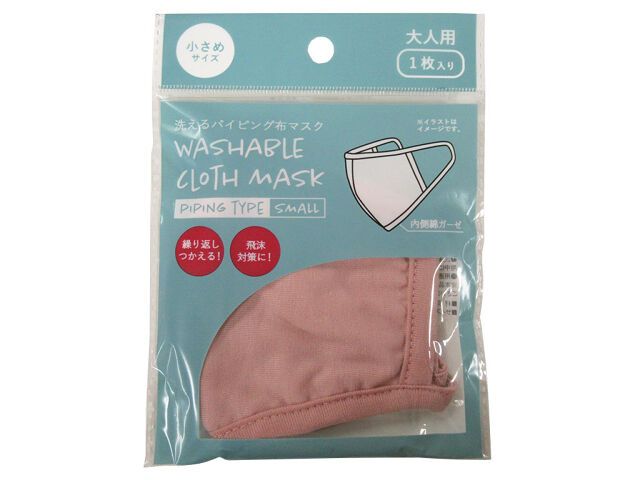 小さめ
サイズ
大人用
1枚入り
洗えるパイピング布マスク
WASHABLE
CLOTH MASK
PIPING TYPE SMALL
※イラストは
イメージです。
内側綿ガーゼ
繰り返し
つかえる!
飛沫
対策に!